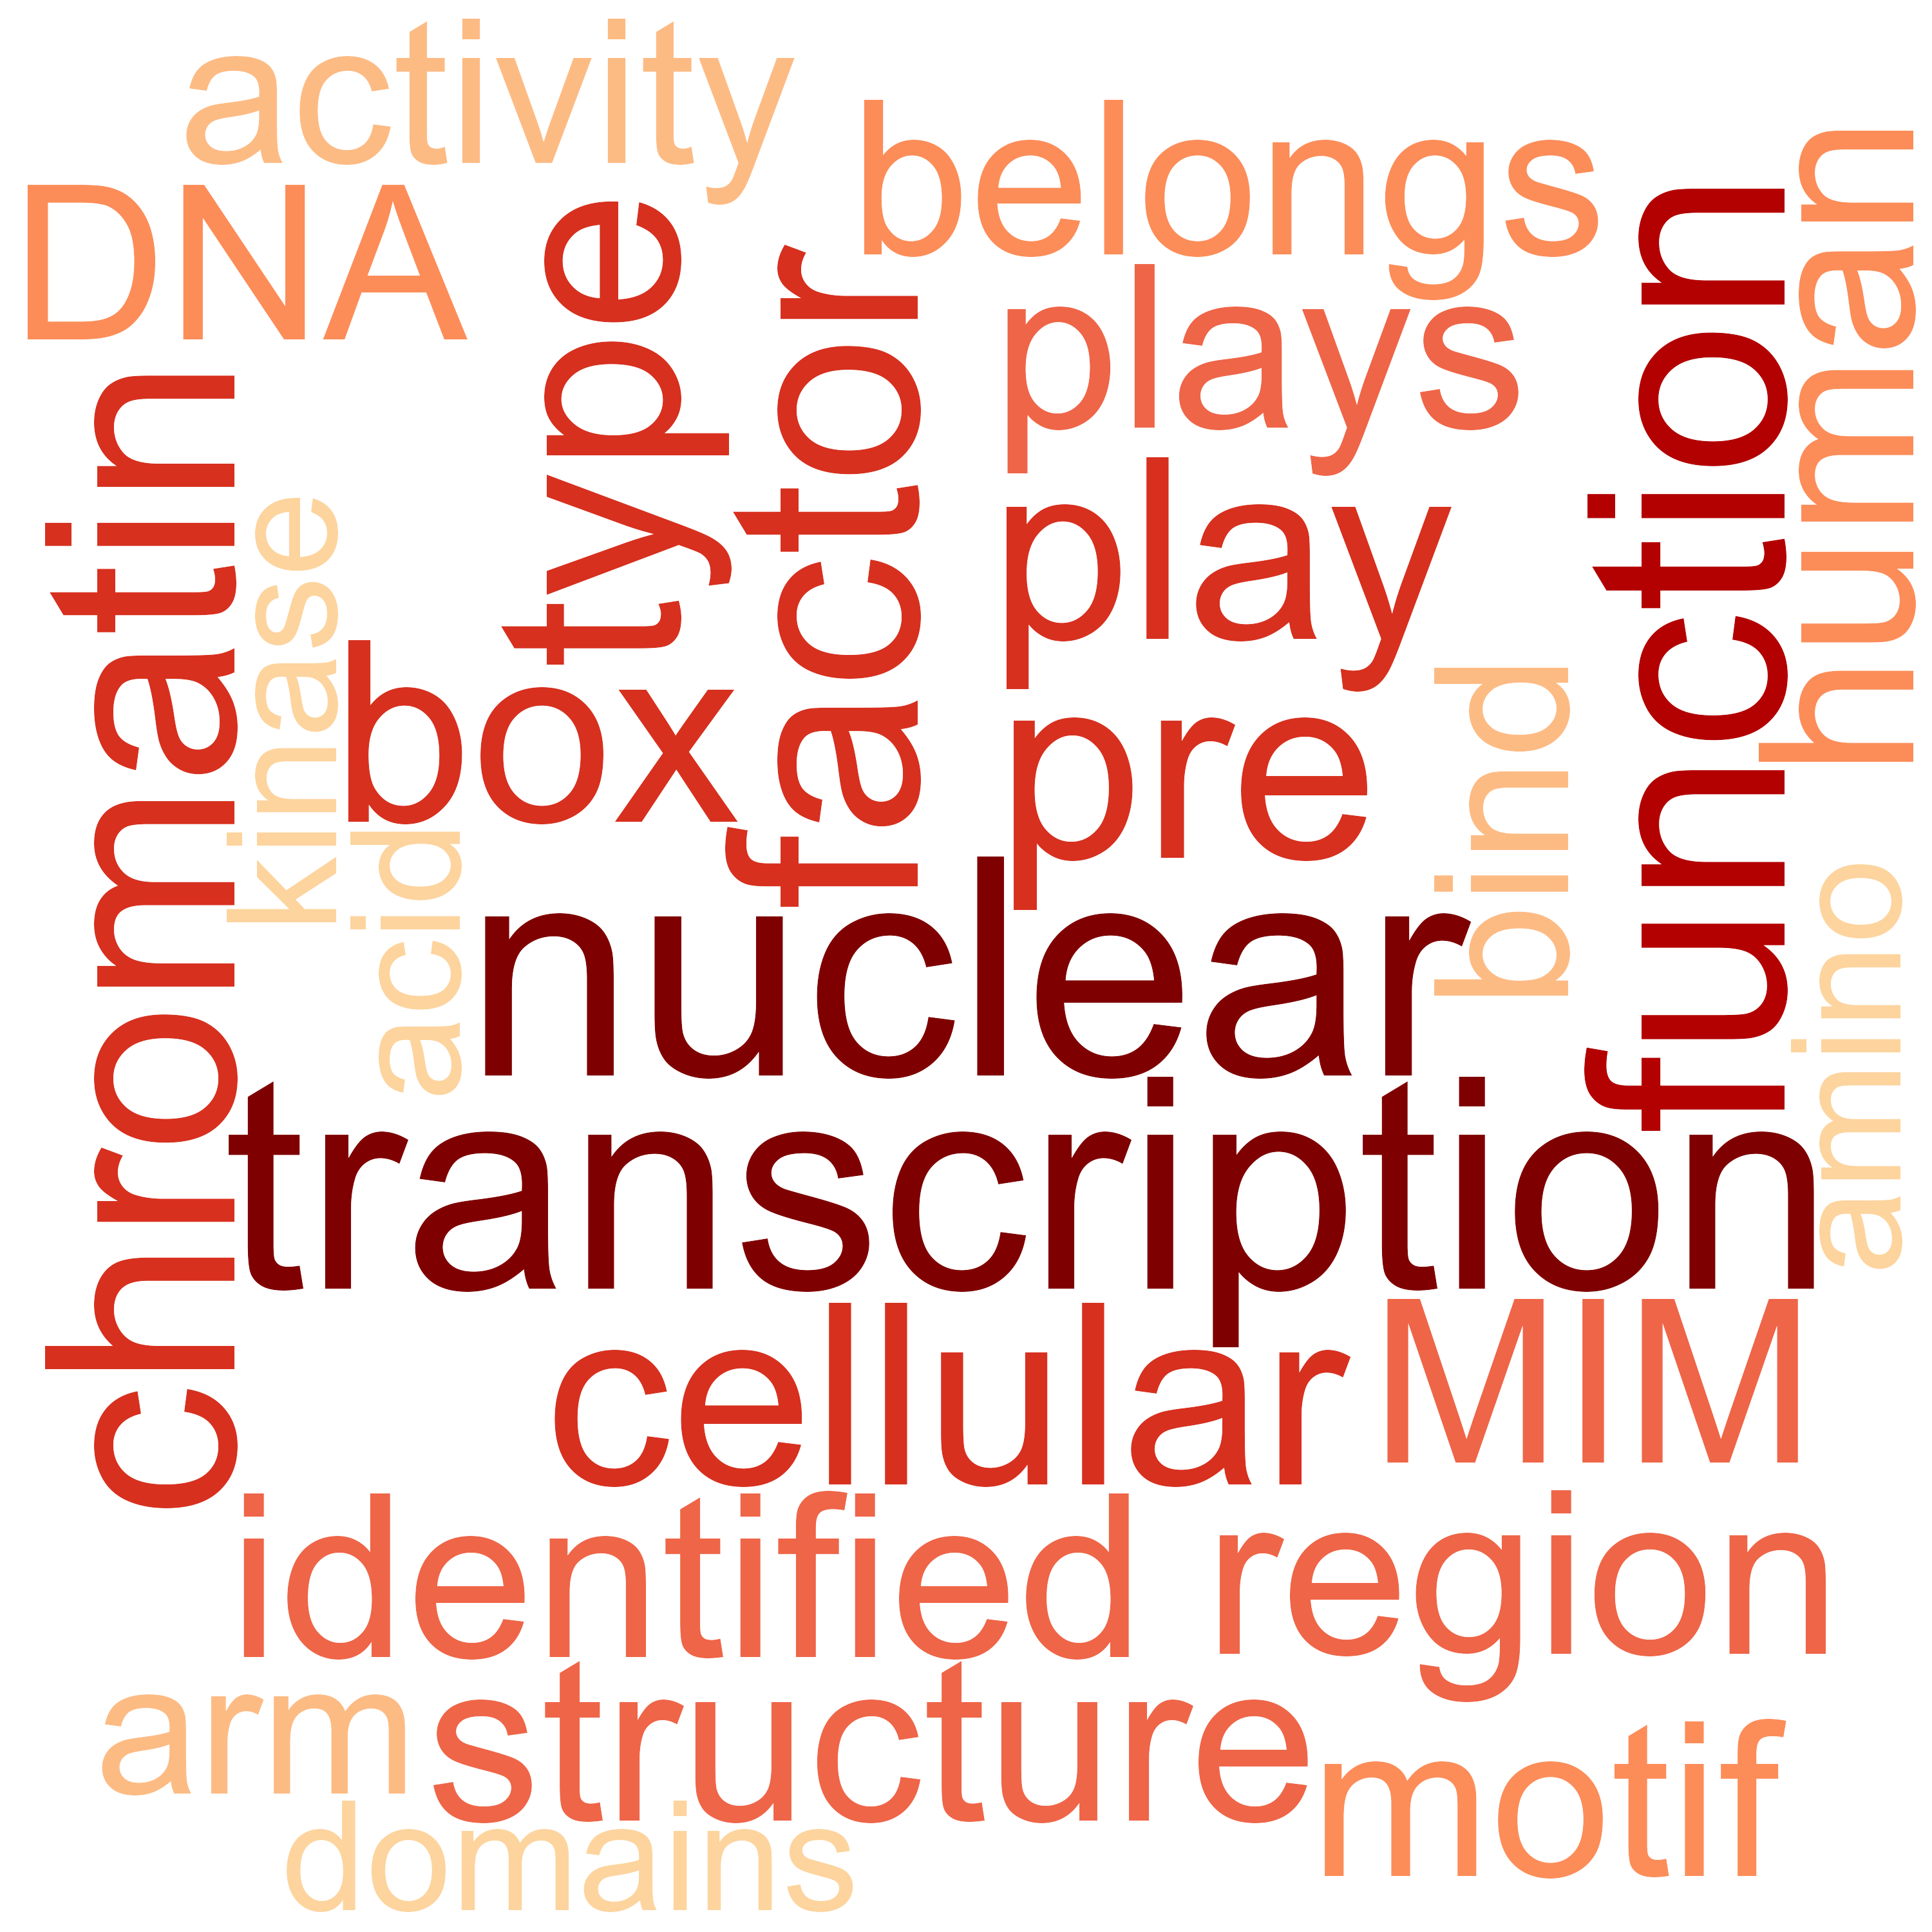 activity
belongs
DNA
human
function
type
factor
plays
chromatin
play
kinase
box
pre
bind
acid
nuclear
amino
transcription
cellular
MIM
identified
region
arm
structure
motif
domains